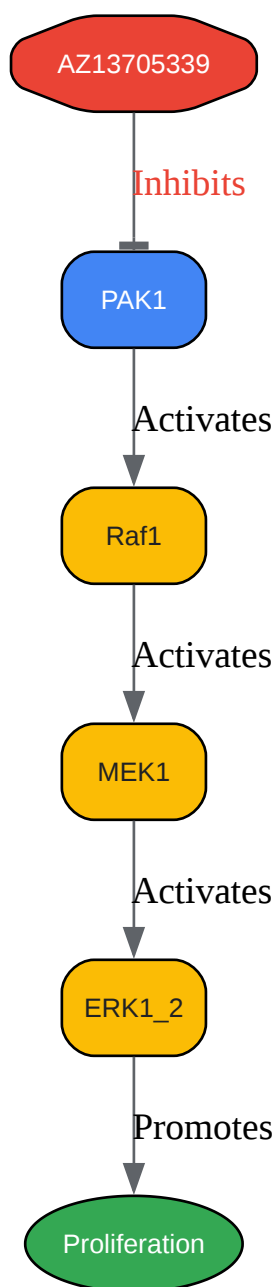 AZ13705339
Inhibits
PAK1
Activates
Raf1
Activates
MEK1
Activates
ERK1_2
Promotes
Proliferation